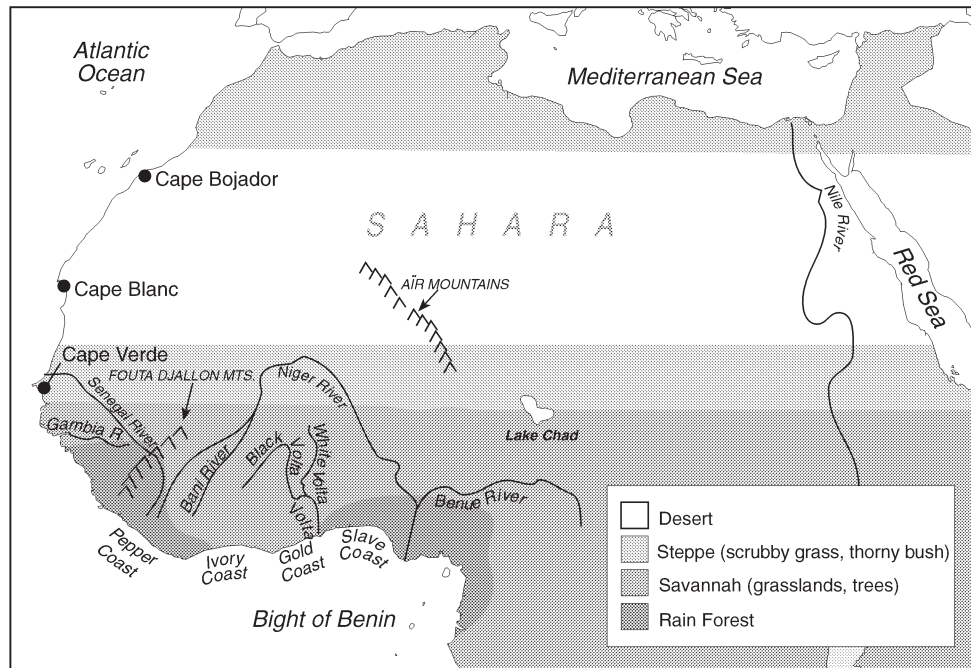 Atlantic
Ocean
Mediterranean Sea
Cape Bojador
SAHARA
Nile River
Red Sea
AÏR MOUNTAINS
Cape Blanc
Cape Verde
FOUTA DJALLON MTS.
Niger River
Senegal River
Gambia R.
Bani River
Black
Volta
White Volta
Volta
Lake Chad
Benue River
Pepper
Coast
Ivory
Coast
Gold
Coast
Slave
Coast
Bight of Benin
Desert
Steppe (scrubby grass, thorny bush)
Savannah (grasslands, trees)
Rain Forest